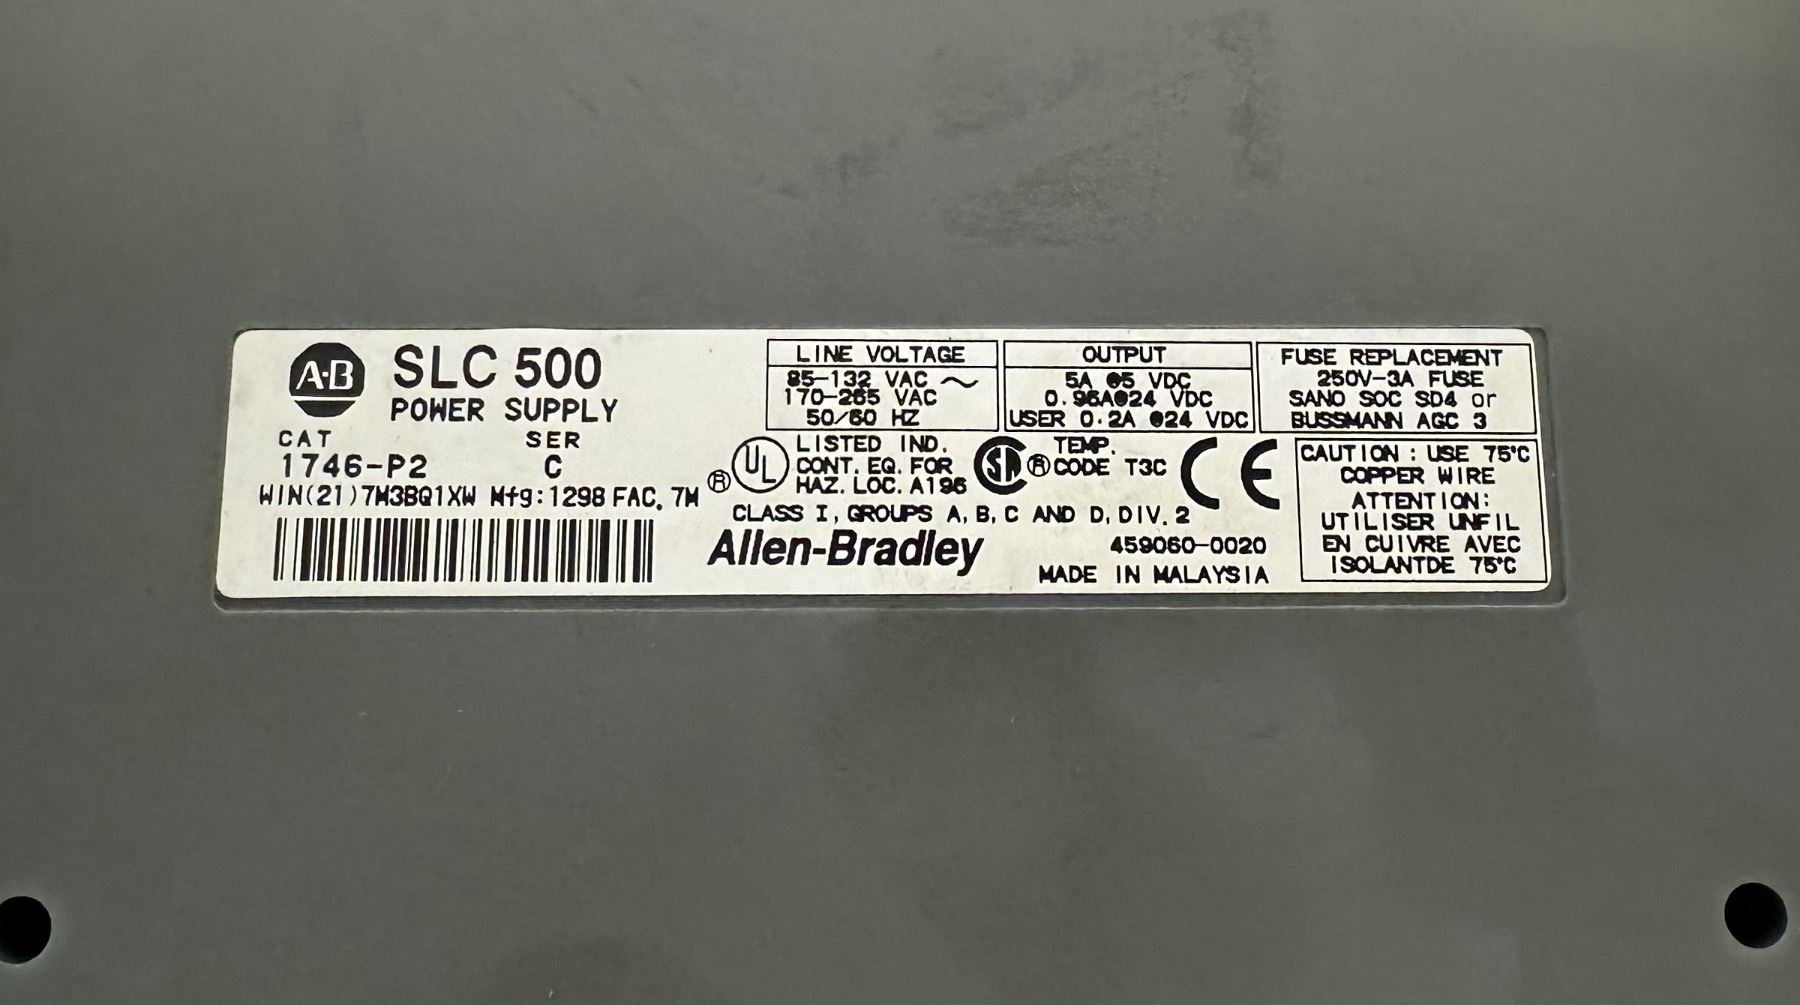 A-B
SLC 500
POWER SUPPLY
CAT SER
1746-P2 C
WIN(21)7M3BQ1XW Mfg:1298 FAC. 7M
LINE VOLTAGE
85-132 VAC ~
170-265 VAC
50/60 HZ
OUTPUT
5A @5 VDC
0.96A@24 VDC
USER 0.2A @24 VDC
FUSE REPLACEMENT
250V-3A FUSE
SANO SOC SD4 or
BUSSMANN AGC 3
® UL
LISTED IND.
CONT. EQ. FOR
HAZ. LOC. A196
SA ®
TEMP.
CODE T3C
CE
CLASS I, GROUPS A, B, C AND D, DIV. 2
Allen-Bradley
459060-0020
MADE IN MALAYSIA
CAUTION : USE 75°C
COPPER WIRE
ATTENTION:
UTILISER UNFIL
EN CUIVRE AVEC
ISOLANTDE 75°C